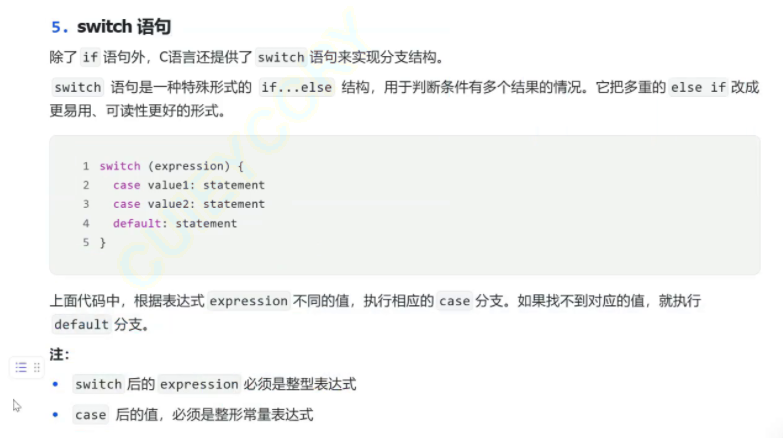 5. switch 语句
除了 if 语句外，C语言还提供了 switch 语句来实现分支结构。
switch 语句是一种特殊形式的 if...else 结构，用于判断条件有多个结果的情况。它把多重的 else if 改成
更易用、可读性更好的形式。
1 switch (expression) {
2   case value1: statement
3   case value2: statement
4   default: statement
5 }
上面代码中，根据表达式 expression 不同的值，执行相应的 case 分支。如果找不到对应的值，就执行
default 分支。
注：
• switch 后的 expression 必须是整型表达式
• case 后的值，必须是整形常量表达式